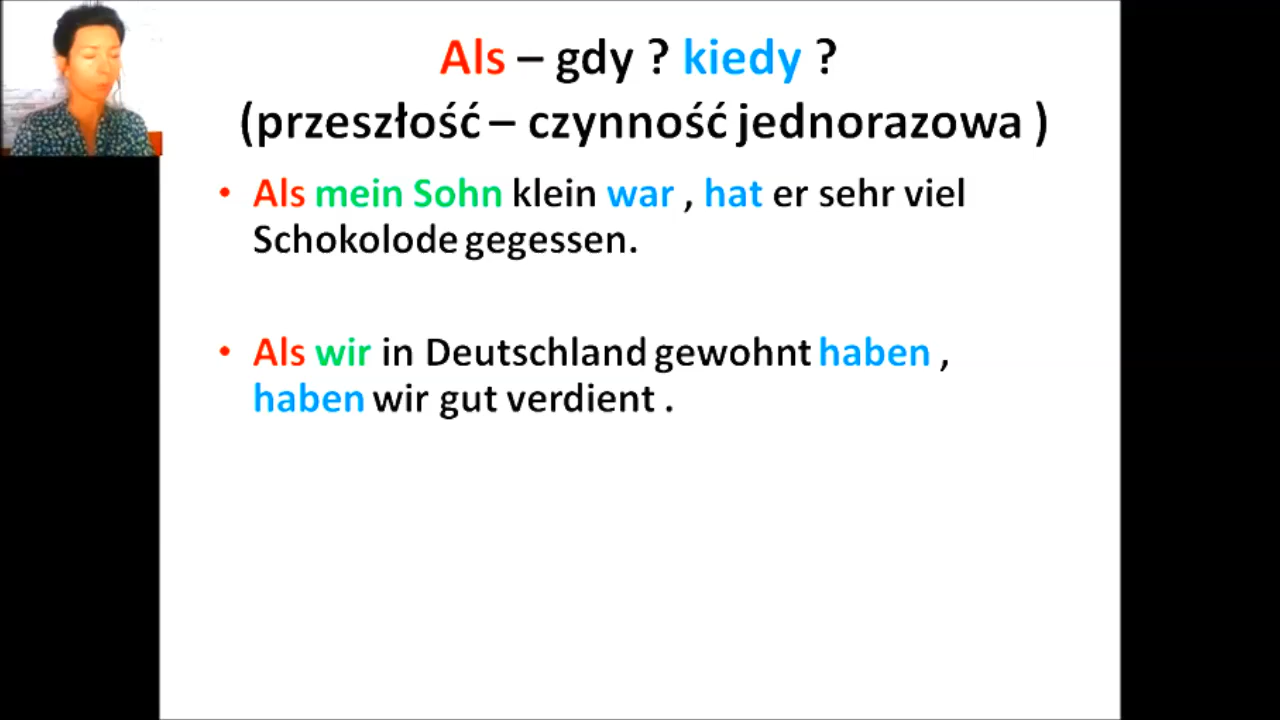 Als – gdy ? kiedy ?
(przeszłość – czynność jednorazowa )
• Als mein Sohn klein war , hat er sehr viel
Schokolode gegessen.
• Als wir in Deutschland gewohnt haben ,
haben wir gut verdient .